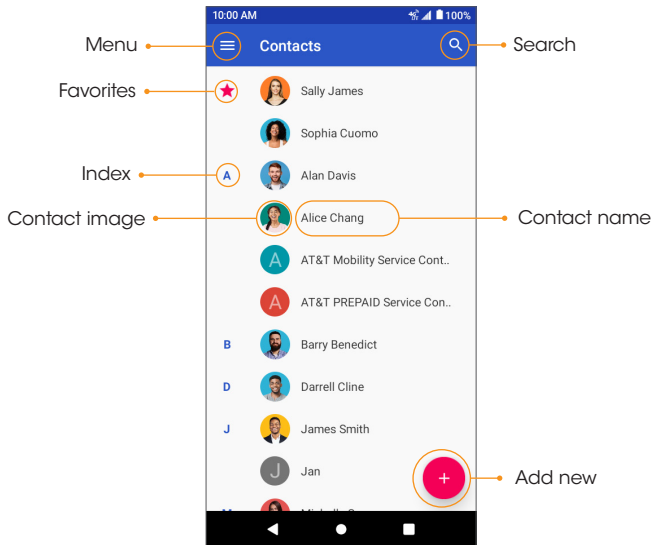 10:00 AM 100%
Menu Contacts Search
Favorites Sally James
Sophia Cuomo
Index A Alan Davis
Contact image Alice Chang Contact name
A AT&T Mobility Service Cont..
A AT&T PREPAID Service Con..
B Barry Benedict
D Darrell Cline
J James Smith
J Jan
+ Add new